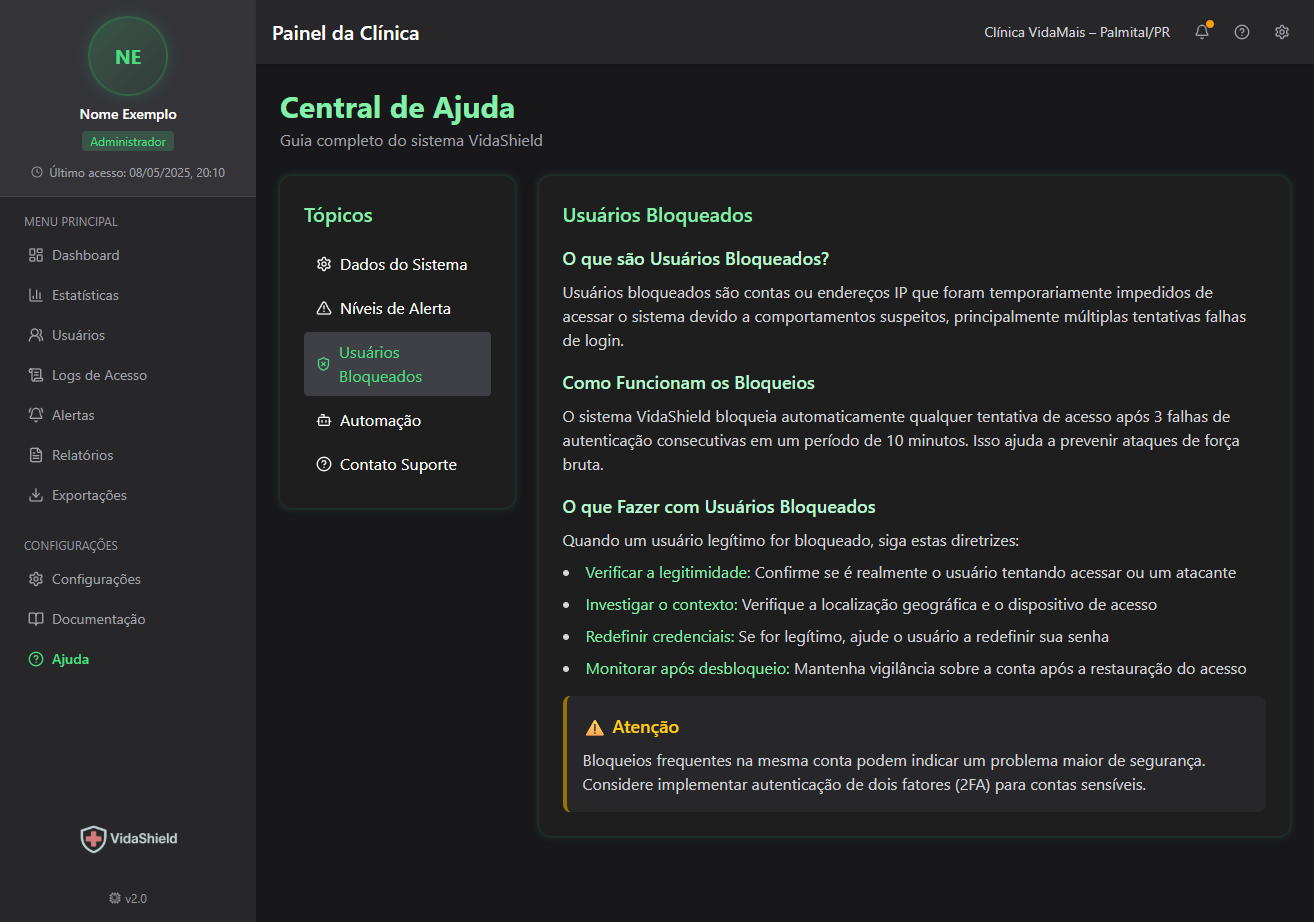 NE
Nome Exemplo
Administrador
Último acesso: 08/05/2025, 20:10
MENU PRINCIPAL
Dashboard
Estatísticas
Usuários
Logs de Acesso
Alertas
Relatórios
Exportações
CONFIGURAÇÕES
Configurações
Documentação
Ajuda
VidaShield
v2.0
Painel da Clínica
Clínica VidaMais – Palmital/PR
Central de Ajuda
Guia completo do sistema VidaShield
Tópicos
Dados do Sistema
Níveis de Alerta
Usuários
Bloqueados
Automação
Contato Suporte
Usuários Bloqueados
O que são Usuários Bloqueados?
Usuários bloqueados são contas ou endereços IP que foram temporariamente impedidos de
acessar o sistema devido a comportamentos suspeitos, principalmente múltiplas tentativas falhas
de login.
Como Funcionam os Bloqueios
O sistema VidaShield bloqueia automaticamente qualquer tentativa de acesso após 3 falhas de
autenticação consecutivas em um período de 10 minutos. Isso ajuda a prevenir ataques de força
bruta.
O que Fazer com Usuários Bloqueados
Quando um usuário legítimo for bloqueado, siga estas diretrizes:
• Verificar a legitimidade: Confirme se é realmente o usuário tentando acessar ou um atacante
• Investigar o contexto: Verifique a localização geográfica e o dispositivo de acesso
• Redefinir credenciais: Se for legítimo, ajude o usuário a redefinir sua senha
• Monitorar após desbloqueio: Mantenha vigilância sobre a conta após a restauração do acesso
Atenção
Bloqueios frequentes na mesma conta podem indicar um problema maior de segurança.
Considere implementar autenticação de dois fatores (2FA) para contas sensíveis.